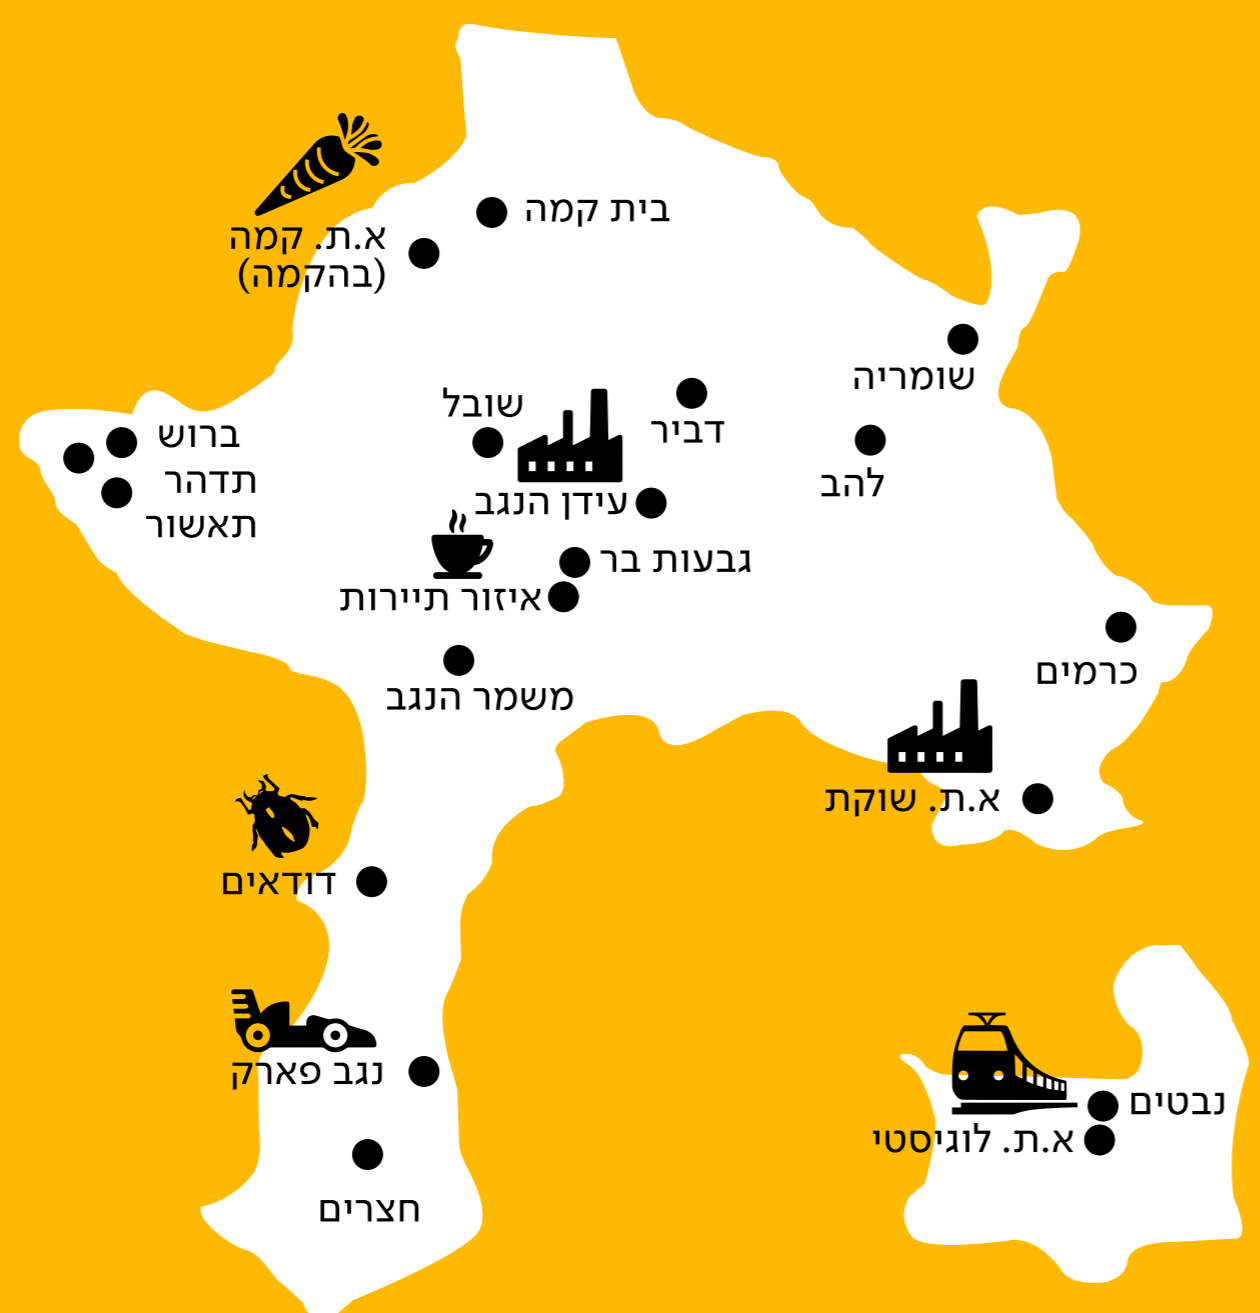 בית קמה
א.ת. קמה
(בהקמה)
שומריה
דביר
שובל
ברוש
תדהר
תאשור
להב
עידן הנגב
גבעות בר
איזור תיירות
כרמים
משמר הנגב
א.ת. שוקת
דודאים
נגב פארק
נבטים
א.ת. לוגיסטי
חצרים